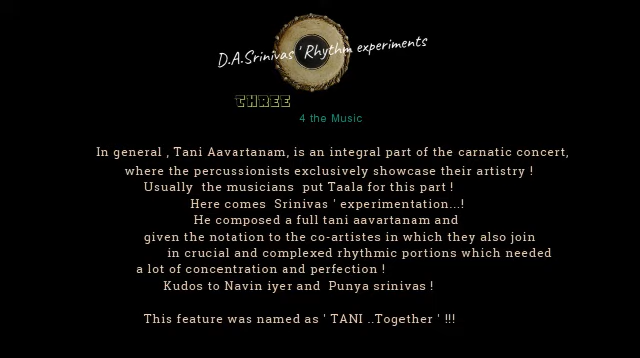 D.A.Srinivas ' Rhythm experiments
THREE
4 the Music
In general , Tani Aavartanam, is an integral part of the carnatic concert,
where the percussionists exclusively showcase their artistry !
Usually the musicians put Taala for this part !
Here comes Srinivas ' experimentation...!
He composed a full tani aavartanam and
given the notation to the co-artistes in which they also join
in crucial and complexed rhythmic portions which needed
a lot of concentration and perfection !
Kudos to Navin iyer and Punya srinivas !
This feature was named as ' TANI ..Together ' !!!